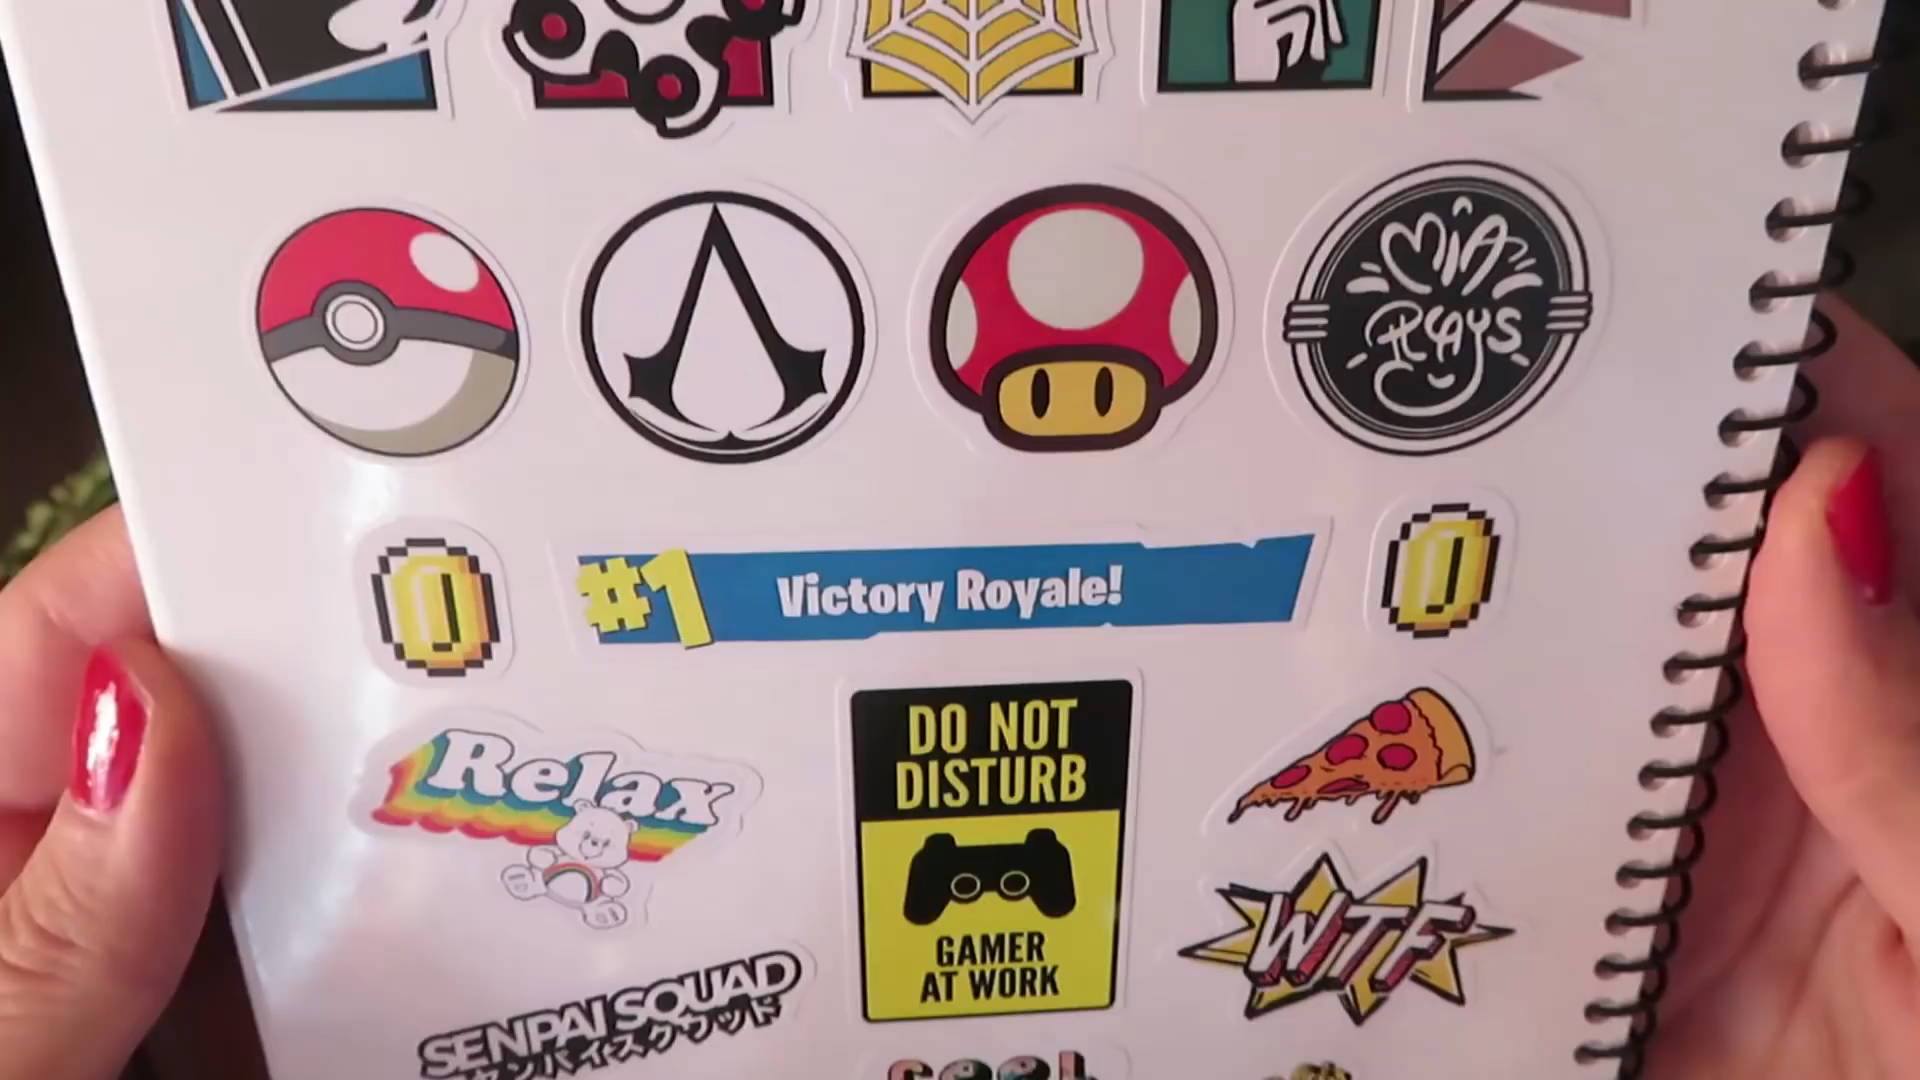 MiA
PLAYS
#1 Victory Royale!
Relax
DO NOT
DISTURB
GAMER
AT WORK
WTF
SENPAI SQUAD
センパイスクウッド